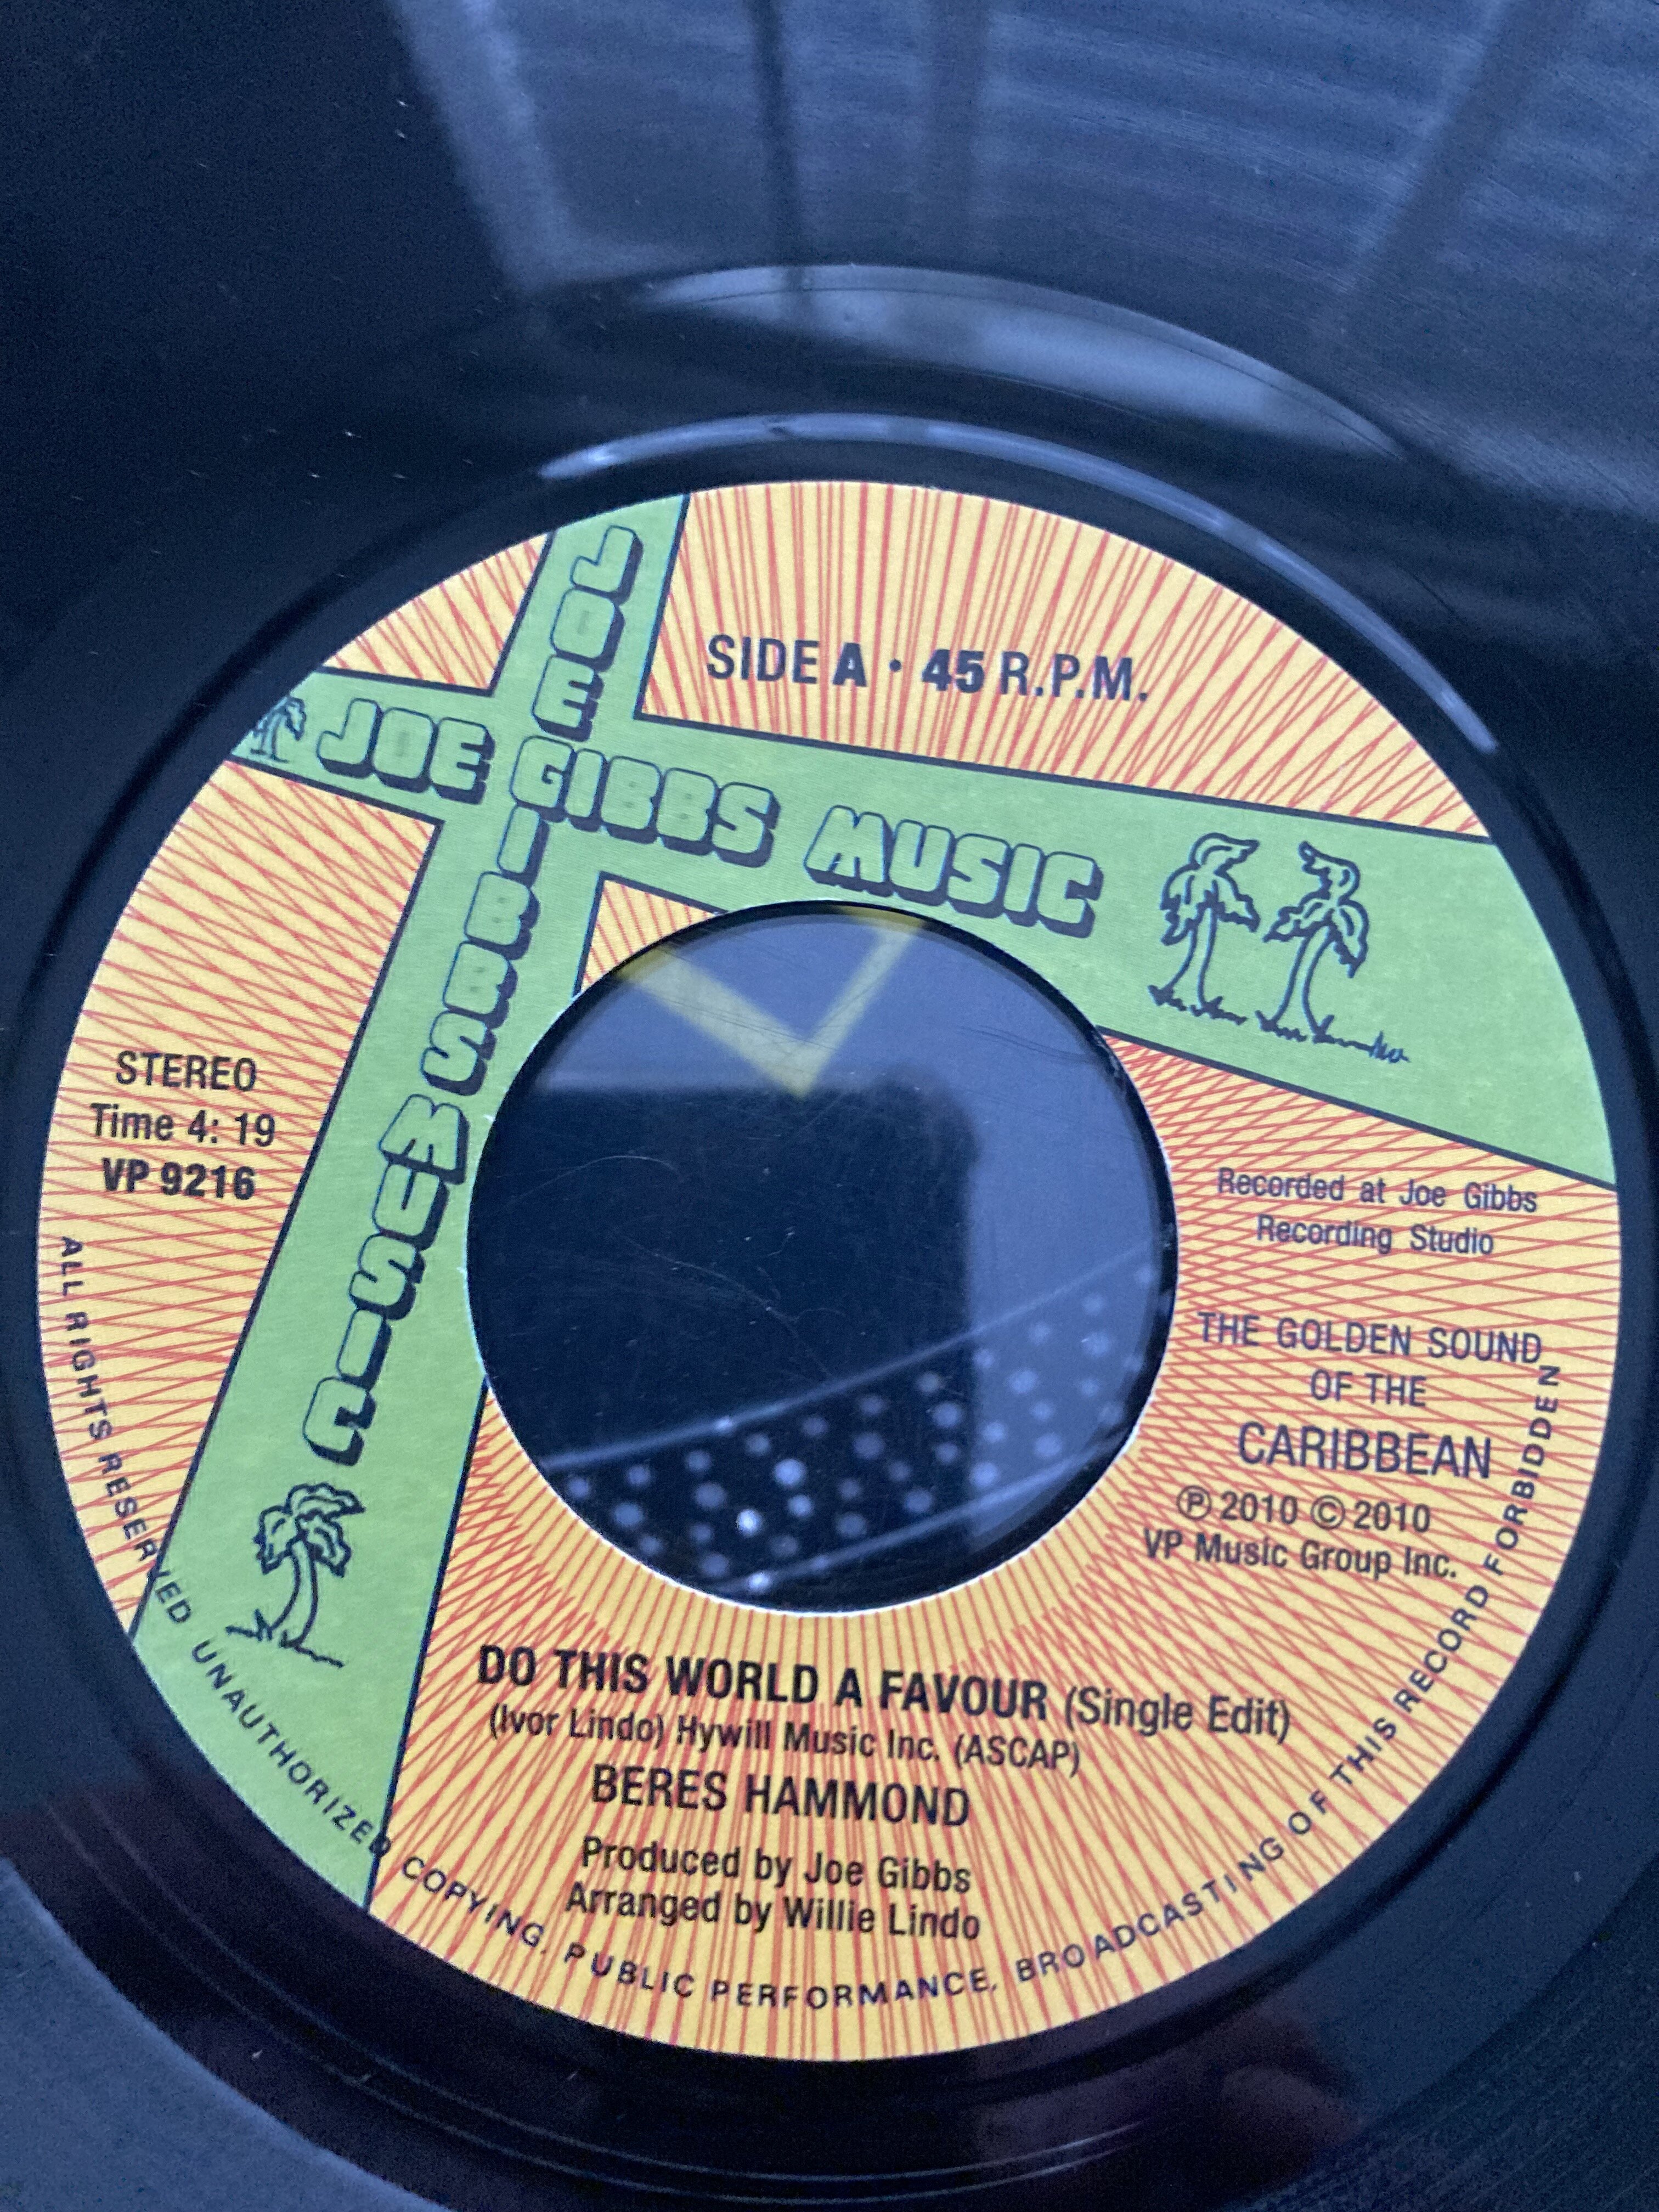 SIDE A • 45 R.P.M.
JOE GIBBS MUSIC
JOE GIBBS MUSIC
STEREO
Time 4: 19
VP 9216
Recorded at Joe Gibbs
Recording Studio
THE GOLDEN SOUND
OF THE
CARIBBEAN
℗ 2010 © 2010
VP Music Group Inc.
DO THIS WORLD A FAVOUR (Single Edit)
(Ivor Lindo) Hywill Music Inc. (ASCAP)
BERES HAMMOND
Produced by Joe Gibbs
Arranged by Willie Lindo
ALL RIGHTS RESERVED UNAUTHORIZED COPYING, PUBLIC PERFORMANCE, BROADCASTING OF THIS RECORD FORBIDDEN